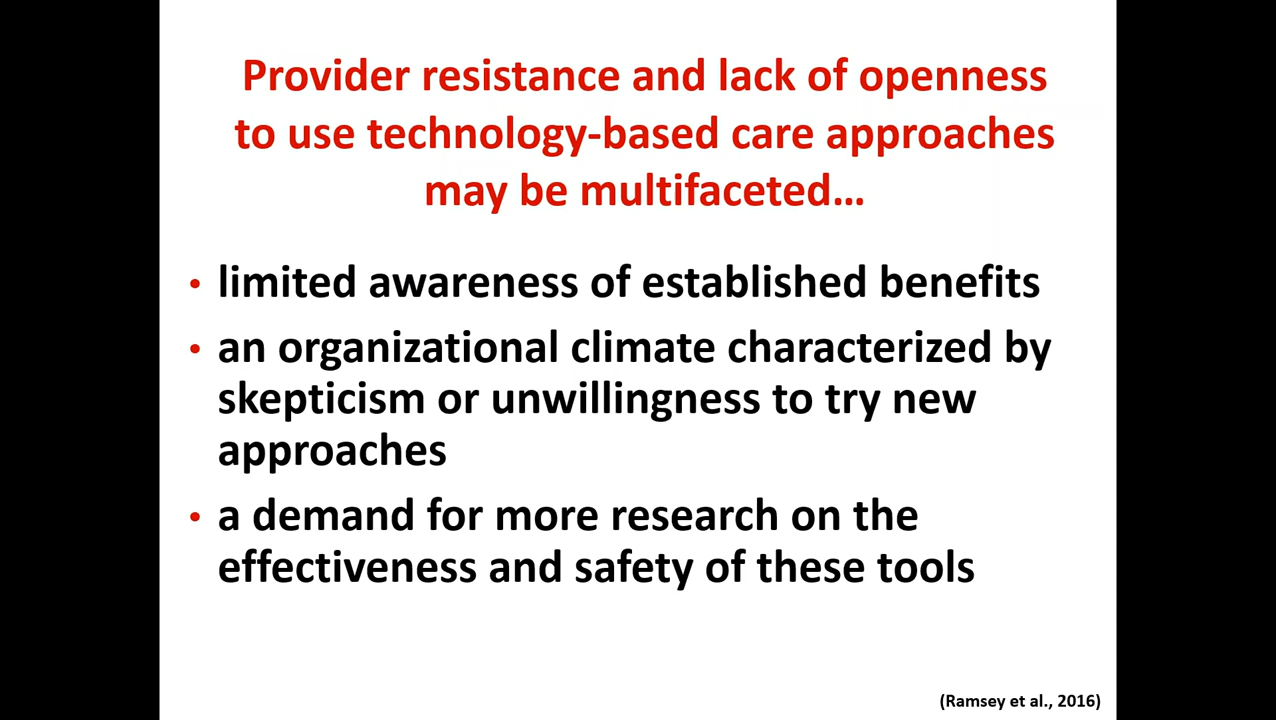 Provider resistance and lack of openness
to use technology-based care approaches
may be multifaceted…
• limited awareness of established benefits
• an organizational climate characterized by
skepticism or unwillingness to try new
approaches
• a demand for more research on the
effectiveness and safety of these tools
(Ramsey et al., 2016)